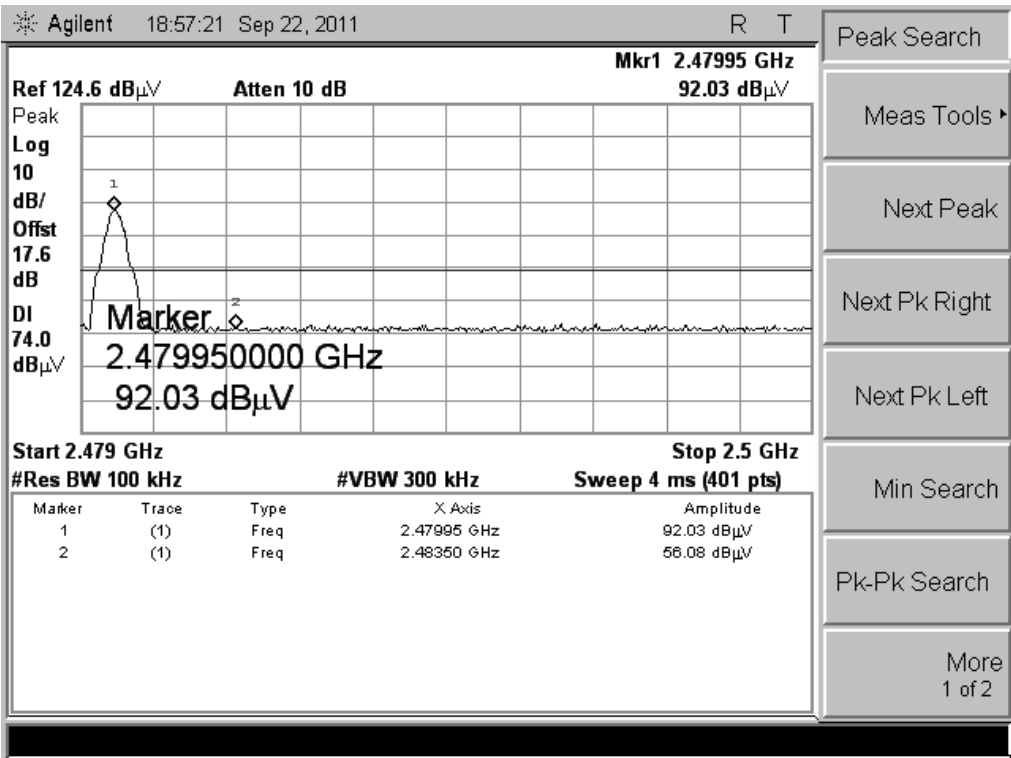 Agilent 18:57:21 Sep 22, 2011 R T
Mkr1 2.47995 GHz
Ref 124.6 dBµV Atten 10 dB 92.03 dBµV
Peak
Log
10
dB/
Offst
17.6
dB
DI
74.0
dBµV
1
2
Marker
2.479950000 GHz
92.03 dBµV
Start 2.479 GHz Stop 2.5 GHz
#Res BW 100 kHz #VBW 300 kHz Sweep 4 ms (401 pts)
Marker Trace Type X Axis Amplitude
1 (1) Freq 2.47995 GHz 92.03 dBµV
2 (1) Freq 2.48350 GHz 56.08 dBµV
Peak Search
Meas Tools
Next Peak
Next Pk Right
Next Pk Left
Min Search
Pk-Pk Search
More
1 of 2